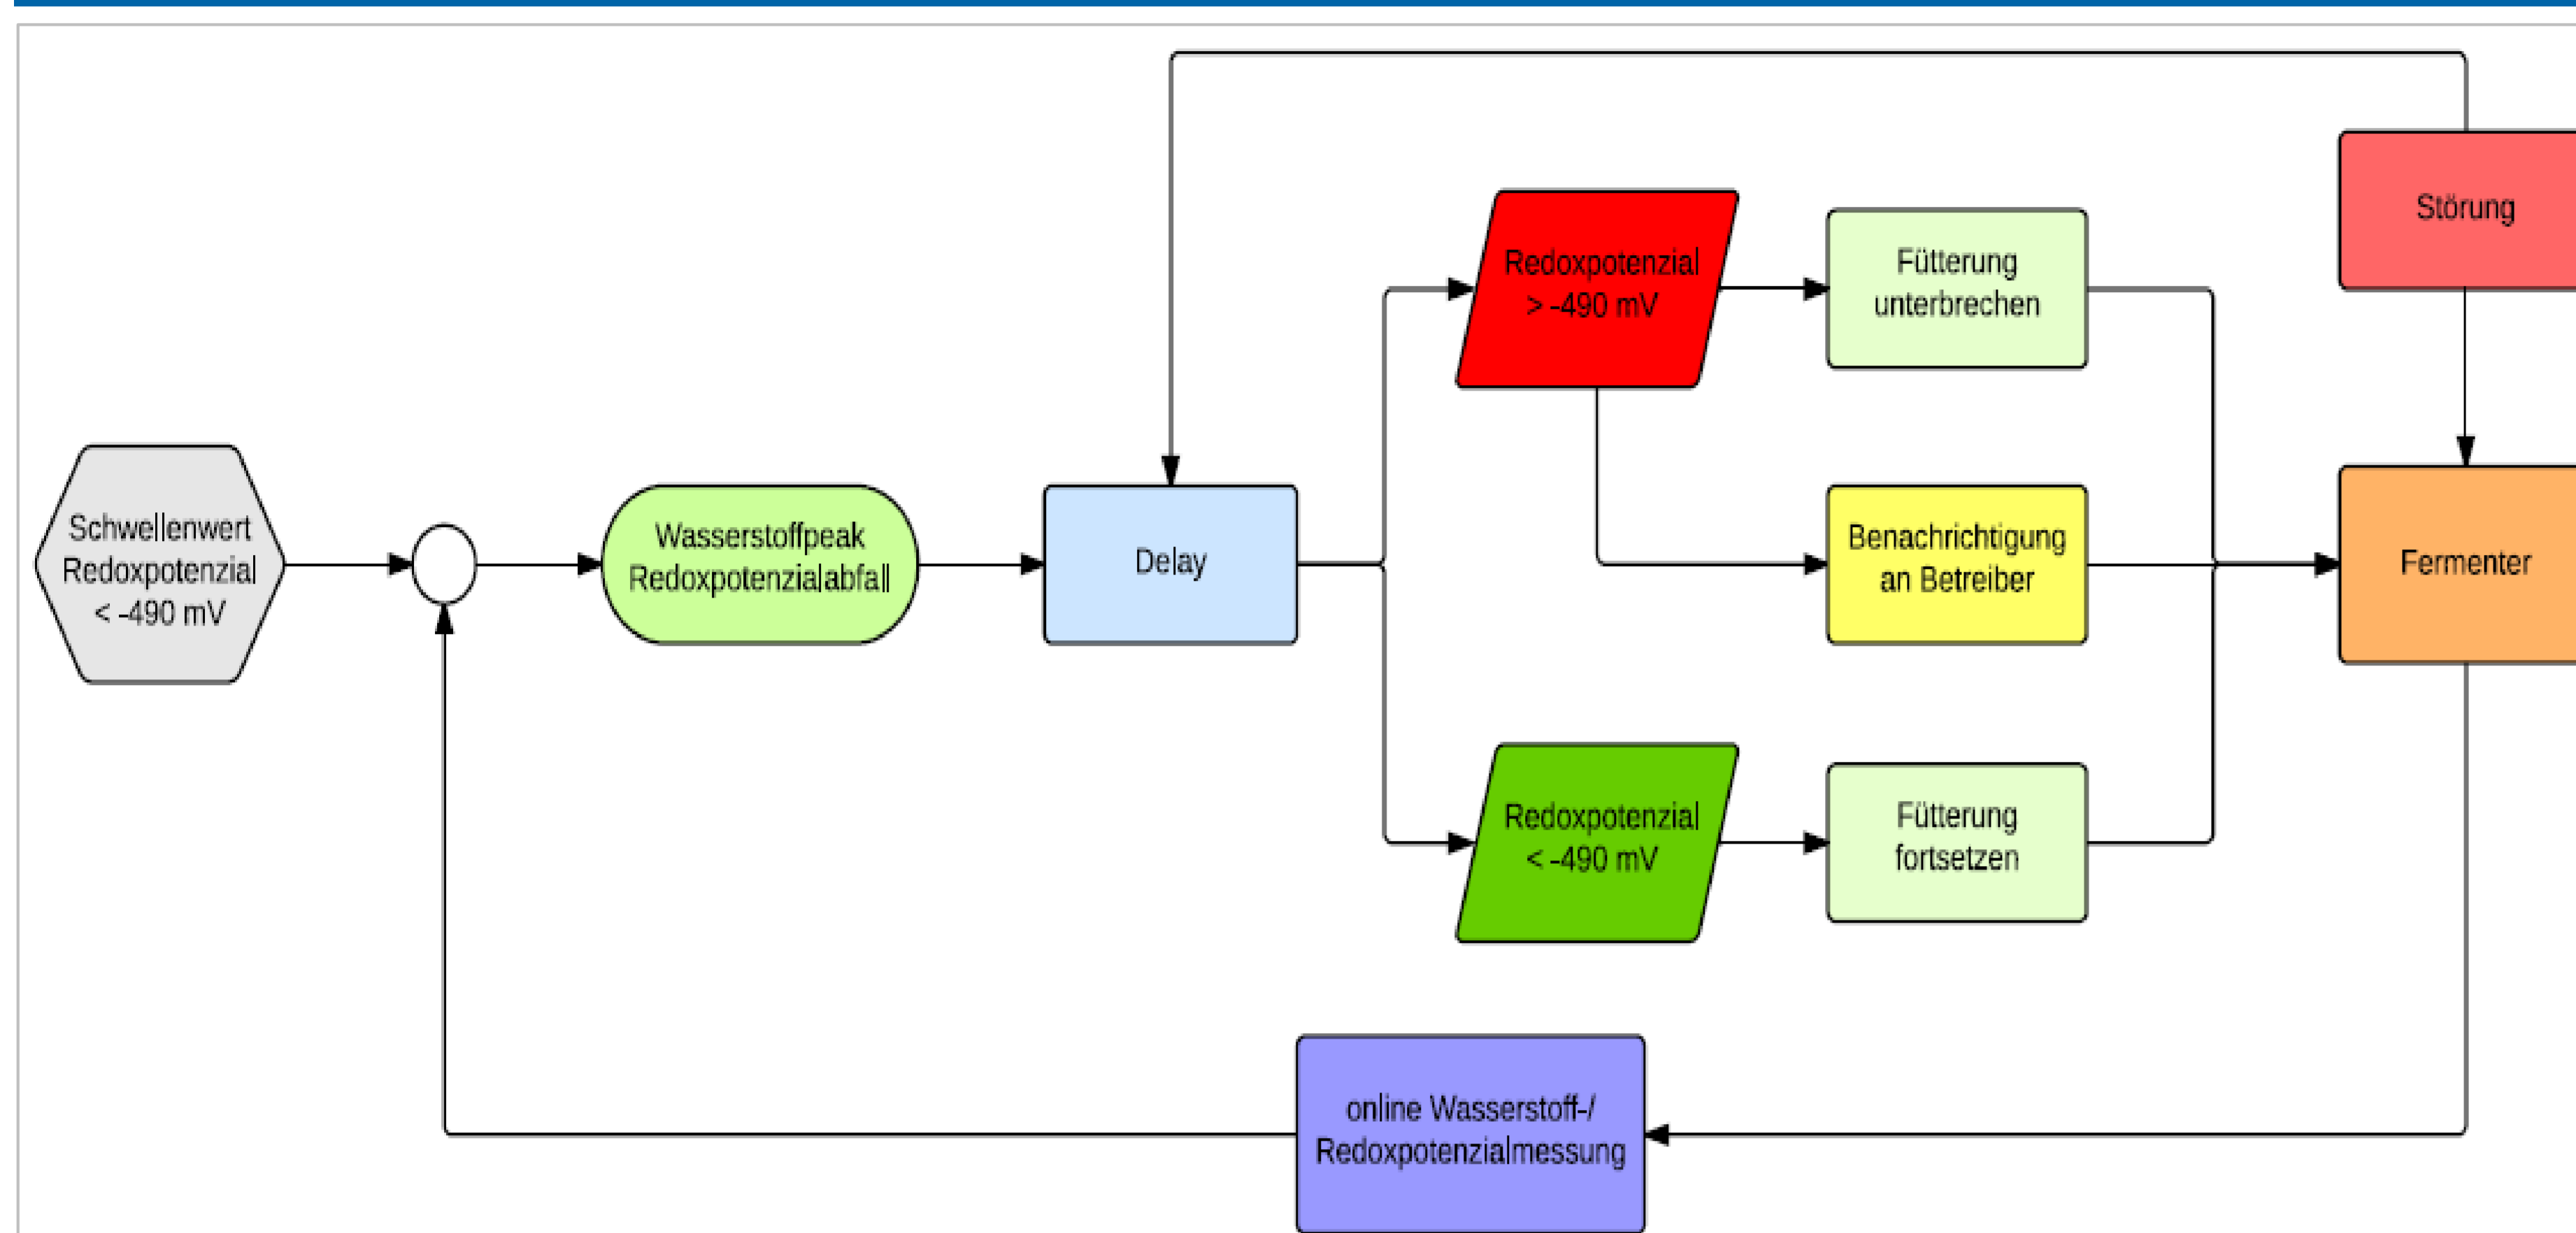 Störung
Redoxpotenzial
> -490 mV
Fütterung
unterbrechen
Schwellenwert
Redoxpotenzial
< -490 mV
Wasserstoffpeak
Redoxpotenzialabfall
Delay
Benachrichtigung
an Betreiber
Fermenter
Redoxpotenzial
< -490 mV
Fütterung
fortsetzen
online Wasserstoff-/
Redoxpotenzialmessung